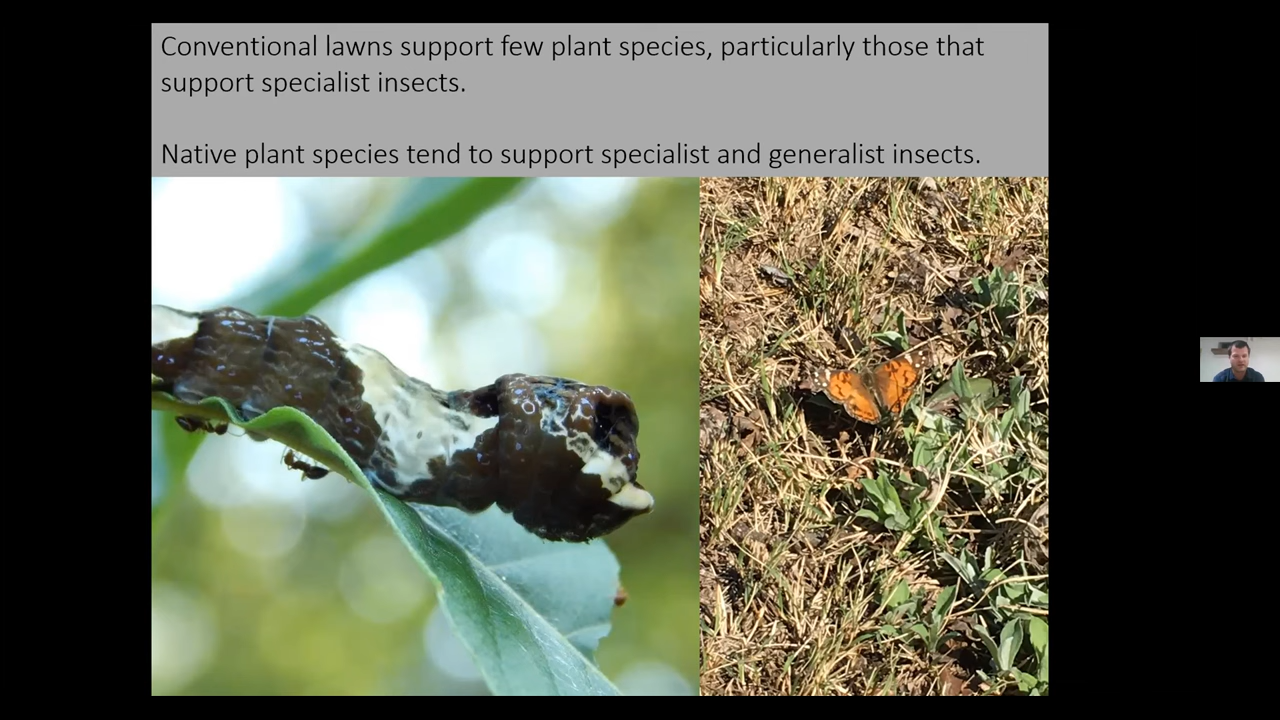 Conventional lawns support few plant species, particularly those that
support specialist insects.
Native plant species tend to support specialist and generalist insects.